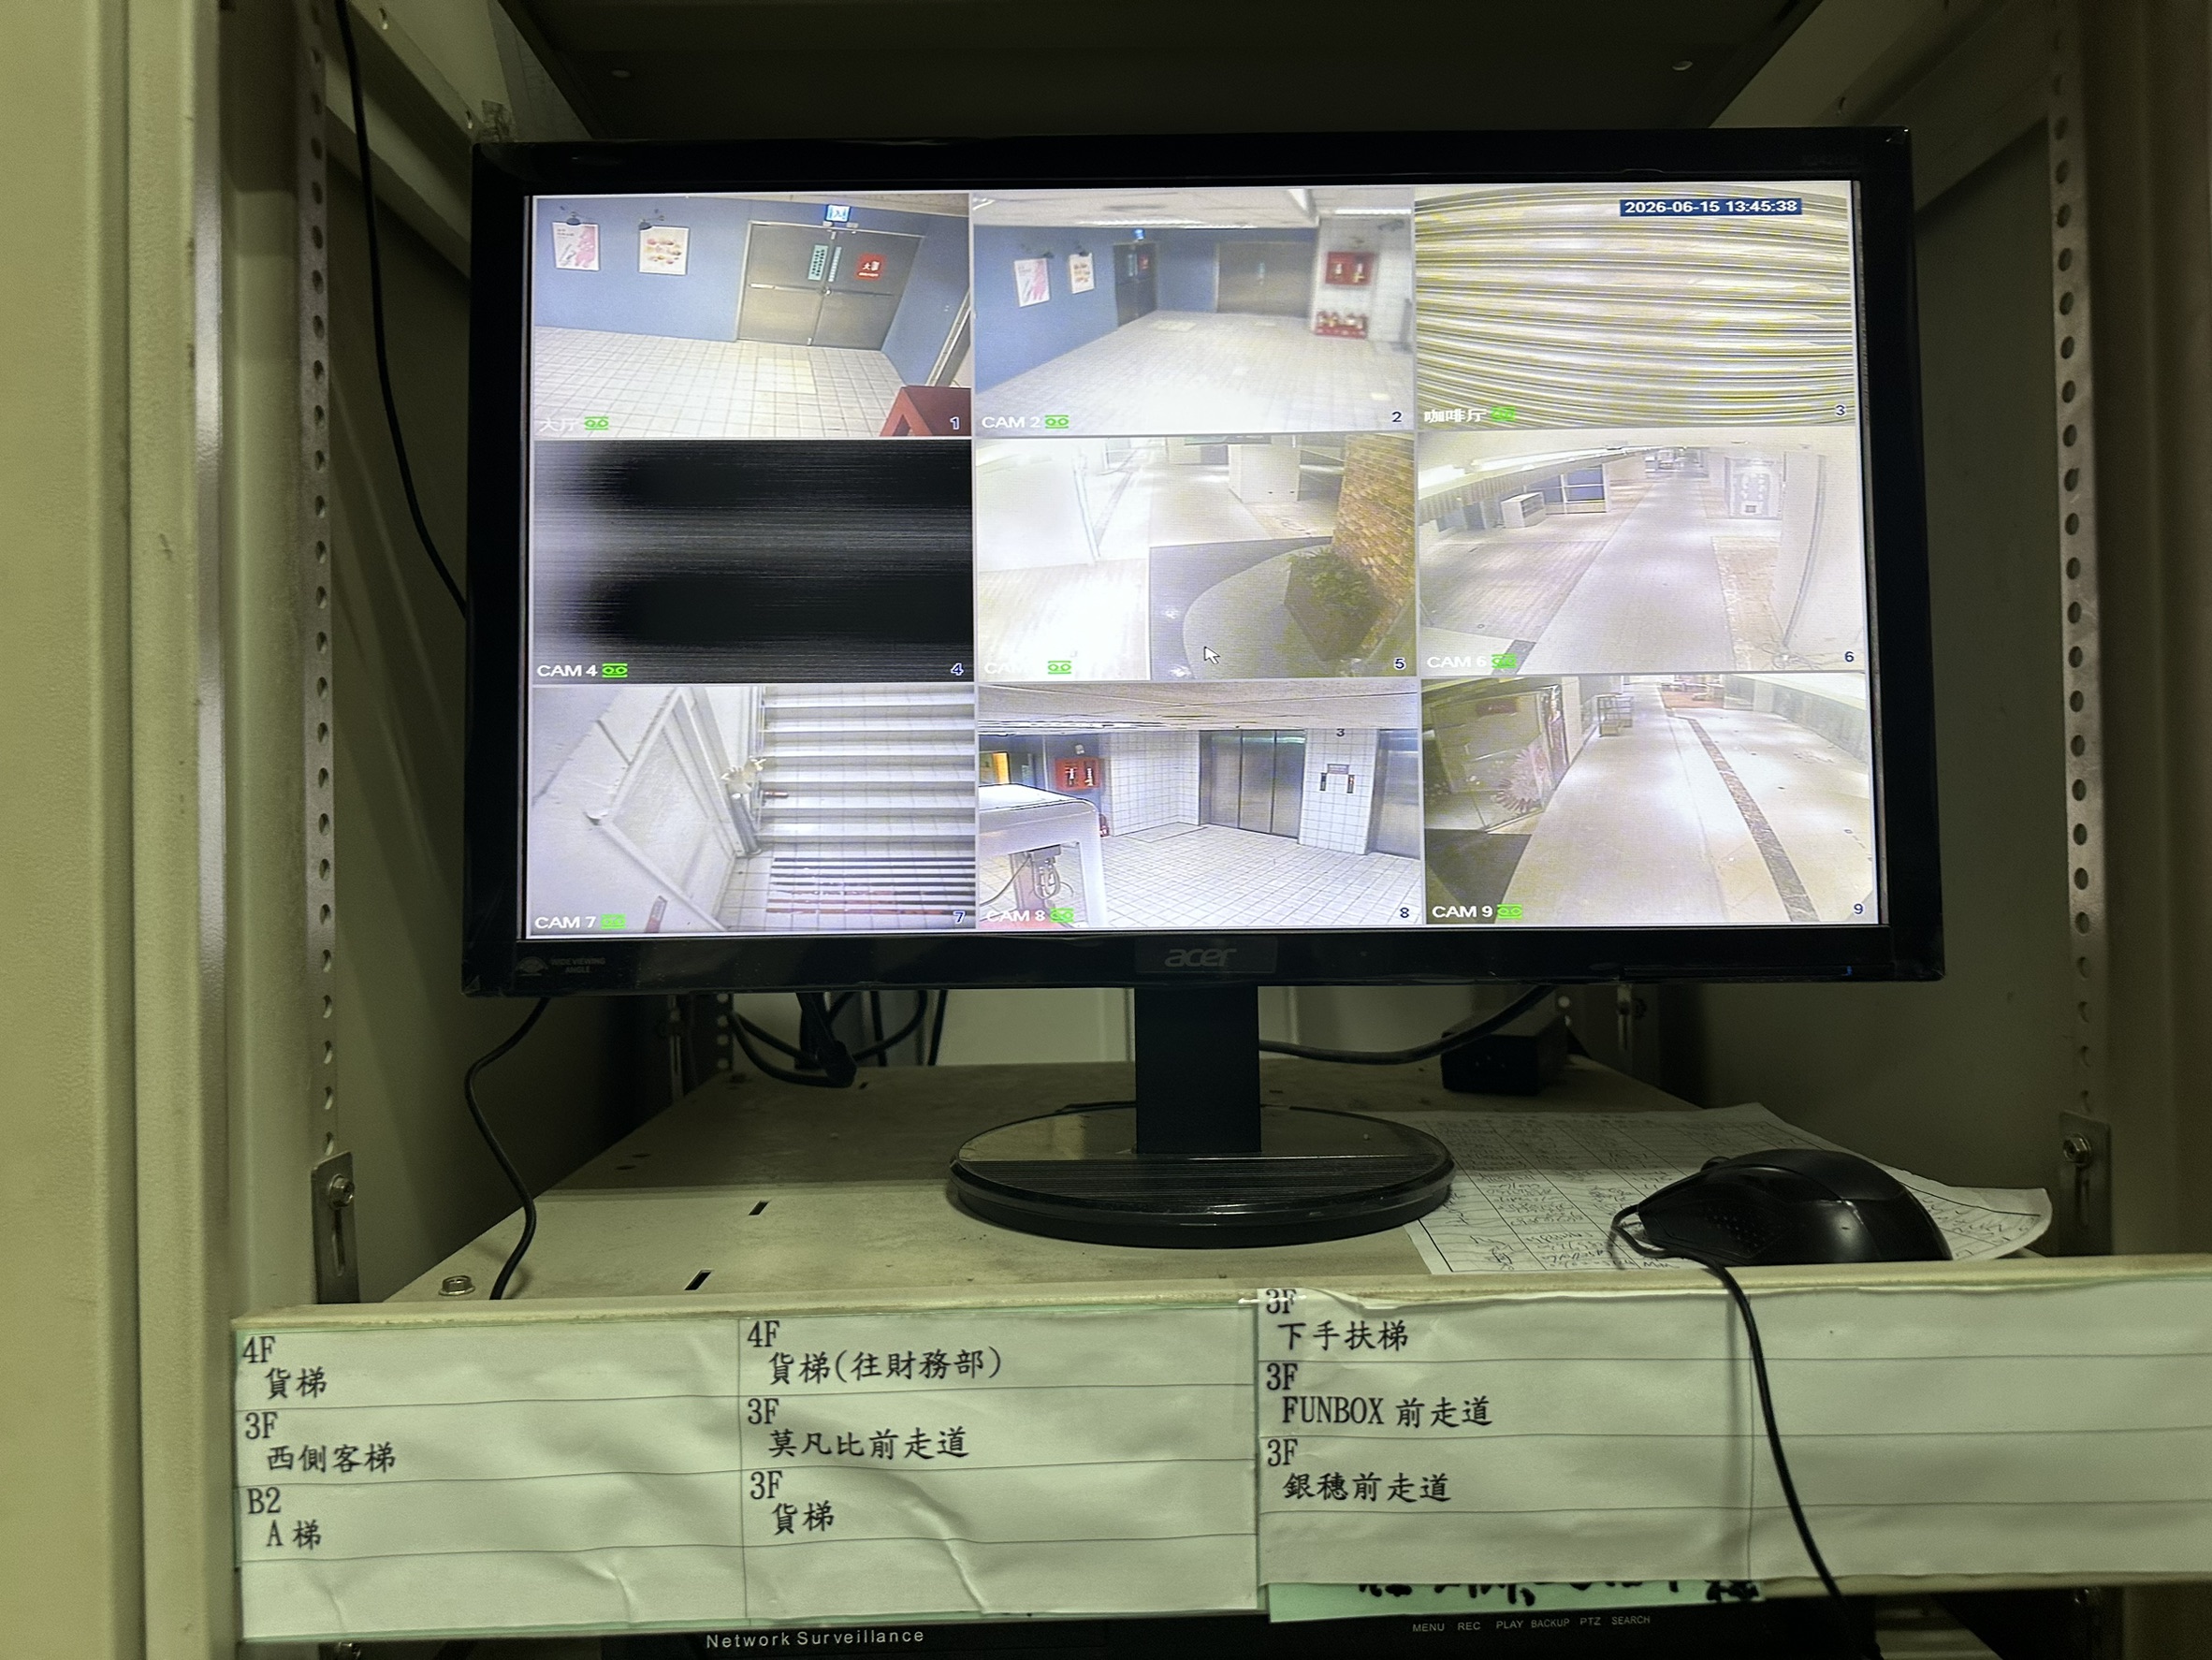 2026-06-15 13:45:38
大厅
1
CAM 2
2
咖啡厅
3
CAM 4
4
5
CAM 6
6
CAM 7
7
3
CAM 8
8
CAM 9
9
acer
WIDE VIEWING
ANGLE
4F
貨梯
3F
西側客梯
B2
A 梯
4F
貨梯(往財務部)
3F
莫凡比前走道
3F
貨梯
3F
下手扶梯
3F
FUNBOX 前走道
3F
銀穗前走道
Network Surveillance
MENU REC PLAY BACKUP PTZ SEARCH